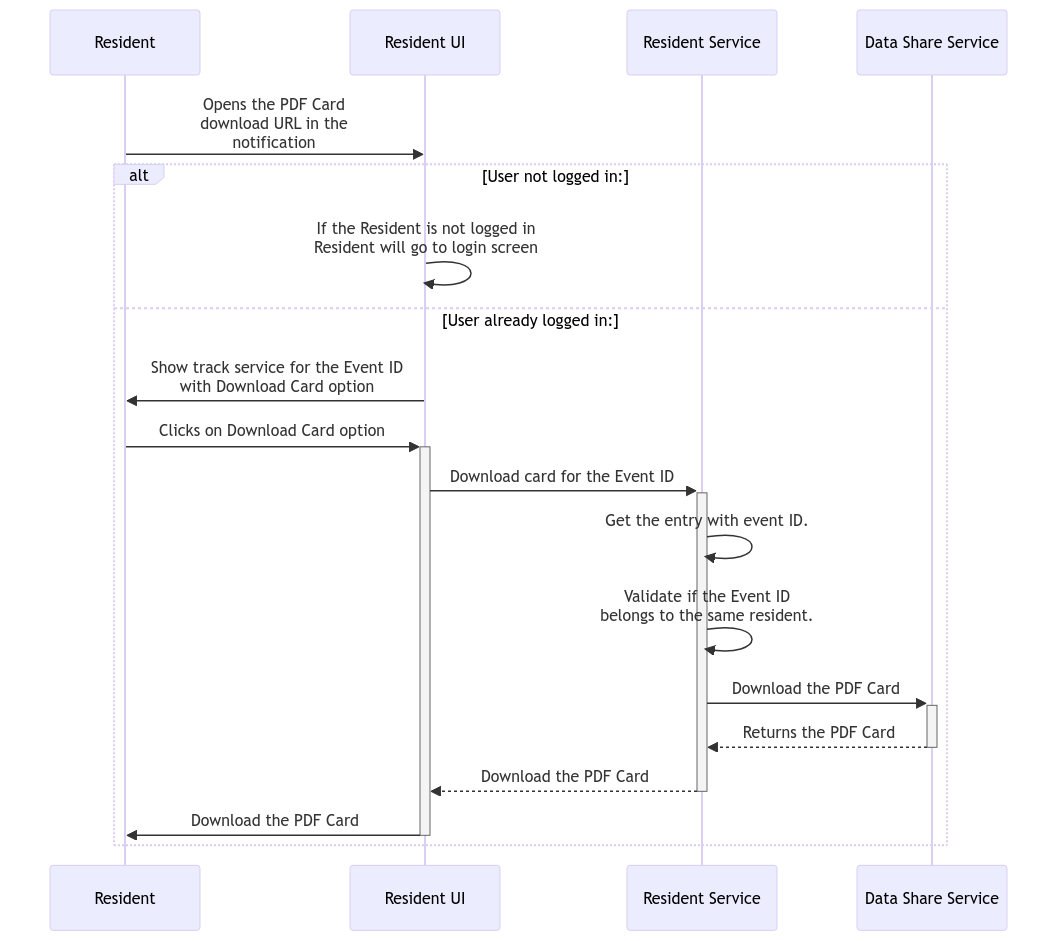 Resident
Resident UI
Resident Service
Data Share Service
Opens the PDF Card
download URL in the
notification
alt
[User not logged in:]
If the Resident is not logged in
Resident will go to login screen
[User already logged in:]
Show track service for the Event ID
with Download Card option
Clicks on Download Card option
Download card for the Event ID
Get the entry with event ID.
Validate if the Event ID
belongs to the same resident.
Download the PDF Card
Returns the PDF Card
Download the PDF Card
Download the PDF Card
Resident
Resident UI
Resident Service
Data Share Service